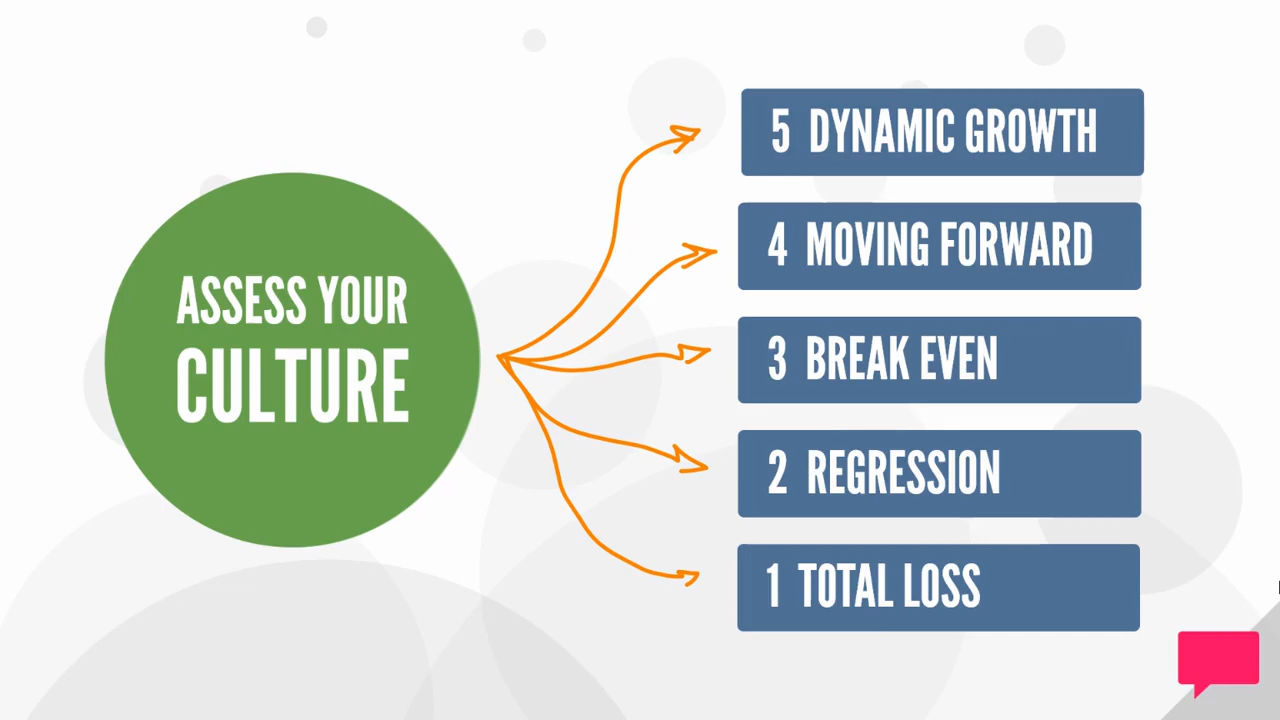 ASSESS YOUR
CULTURE
5 DYNAMIC GROWTH
4 MOVING FORWARD
3 BREAK EVEN
2 REGRESSION
1 TOTAL LOSS